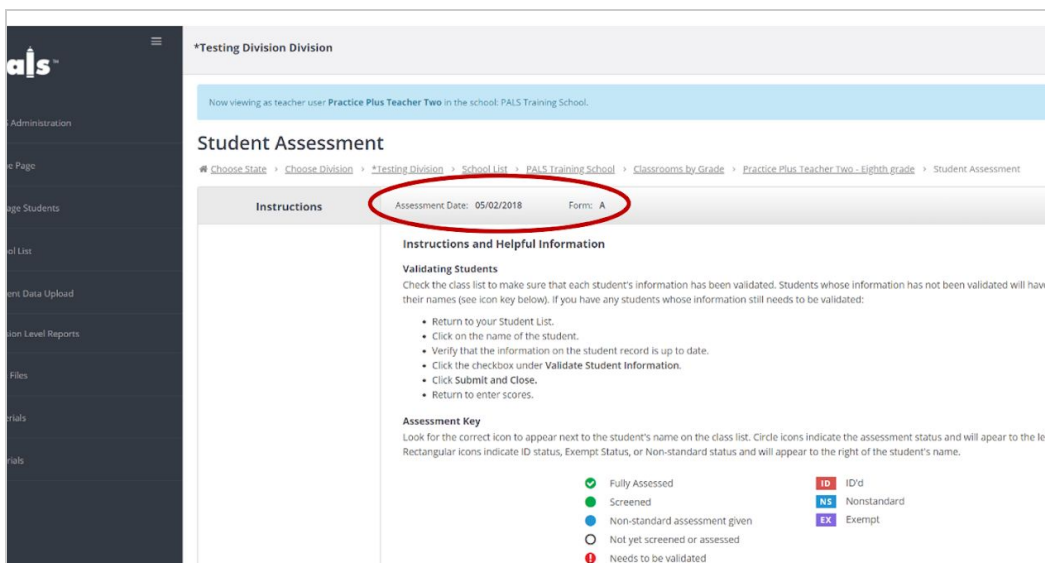 *Testing Division Division
als™
Now viewing as teacher user Practice Plus Teacher Two in the school: PALS Training School.
Administration
Student Assessment
Page
Choose State › Choose Division › *Testing Division › School List › PALS Training School › Classrooms by Grade › Practice Plus Teacher Two - Eighth grade › Student Assessment
Students
Instructions
Assessment Date: 05/02/2018 Form: A
Instructions and Helpful Information
List
Validating Students
Check the class list to make sure that each student's information has been validated. Students whose information has not been validated will have
their names (see icon key below). If you have any students whose information still needs to be validated:
Data Upload
• Return to your Student List.
• Click on the name of the student.
Level Reports
• Verify that the information on the student record is up to date.
• Click the checkbox under Validate Student Information.
Files
• Click Submit and Close.
• Return to enter scores.
Assessment Key
Look for the correct icon to appear next to the student's name on the class list. Circle icons indicate the assessment status and will apear to the le
Rectangular icons indicate ID status, Exempt Status, or Non-standard status and will appear to the right of the student's name.
Fully Assessed ID ID'd
Screened NS Nonstandard
Non-standard assessment given EX Exempt
Not yet screened or assessed
Needs to be validated